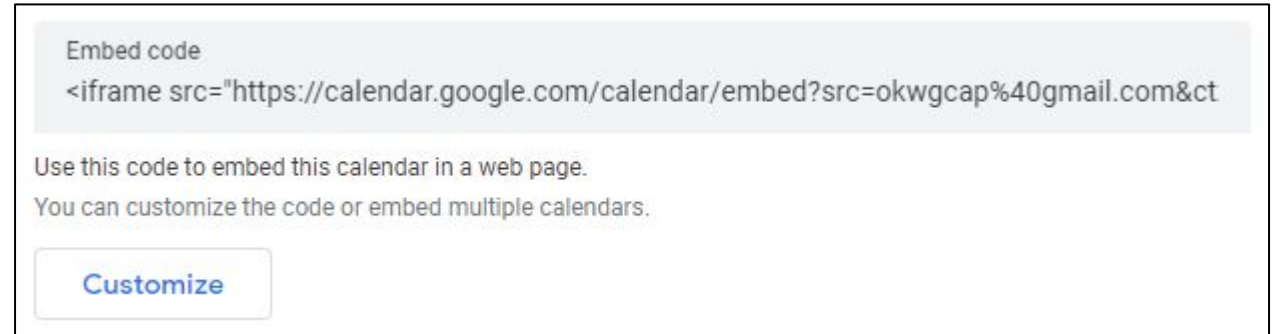 Embed code
<iframe src="https://calendar.google.com/calendar/embed?src=okwgcap%40gmail.com&ct
Use this code to embed this calendar in a web page.
You can customize the code or embed multiple calendars.
Customize